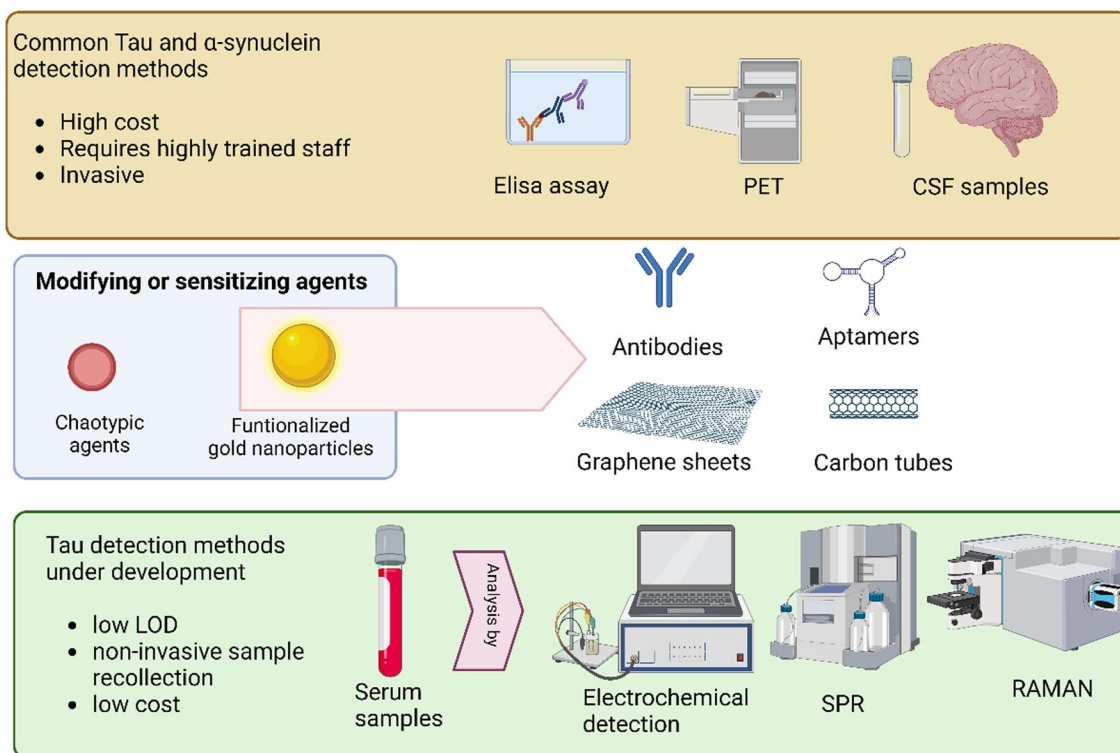 Common Tau and α-synuclein
detection methods
• High cost
• Requires highly trained staff
• Invasive
Elisa assay
PET
CSF samples
Modifying or sensitizing agents
Chaotypic
agents
Funtionalized
gold nanoparticles
Antibodies
Aptamers
Graphene sheets
Carbon tubes
Tau detection methods
under development
• low LOD
• non-invasive sample
recollection
• low cost
Serum
samples
Analysis by
Electrochemical
detection
SPR
RAMAN